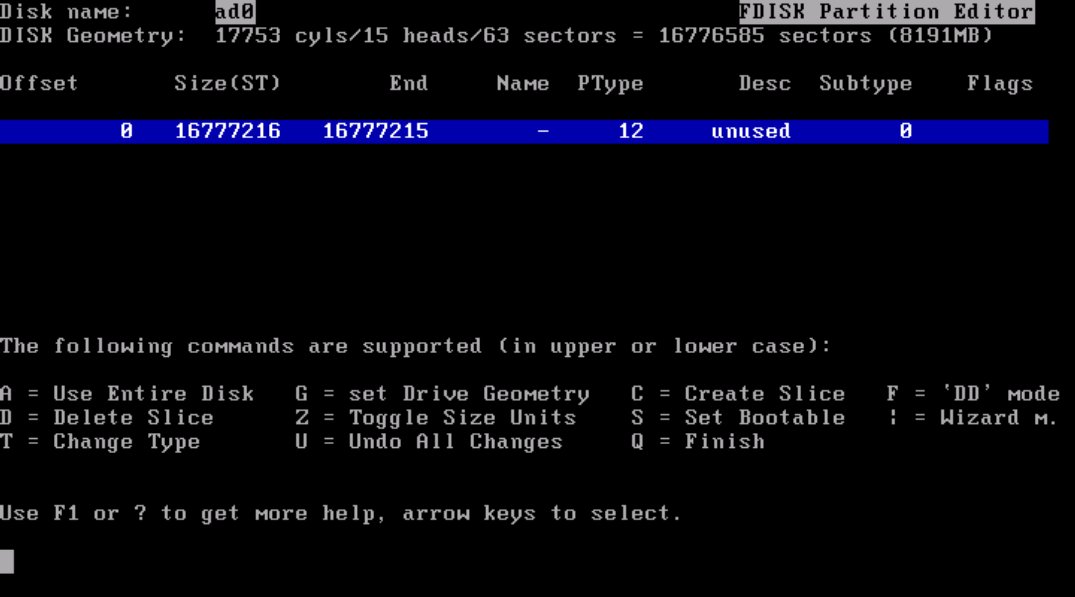 Disk name:      ad0                                    FDISK Partition Editor
DISK Geometry:  17753 cyls/15 heads/63 sectors = 16776585 sectors (8191MB)
Offset       Size(ST)        End     Name  PType       Desc  Subtype    Flags
         0   16777216   16777215        -     12     unused        0
The following commands are supported (in upper or lower case):
A = Use Entire Disk   G = set Drive Geometry   C = Create Slice   F = `DD' mode
D = Delete Slice      Z = Toggle Size Units    S = Set Bootable   | = Wizard m.
T = Change Type       U = Undo All Changes     Q = Finish
Use F1 or ? to get more help, arrow keys to select.